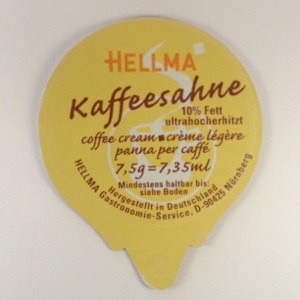 HELLMA
Kaffeesahne
10% Fett
ultrahocherhitzt
coffee cream ▪ crème légère
panna per caffé
7,5g = 7,35ml
Mindestens haltbar bis:
siehe Boden
Hergestellt in Deutschland
HELLMA Gastronomie-Service, D-90425 Nürnberg